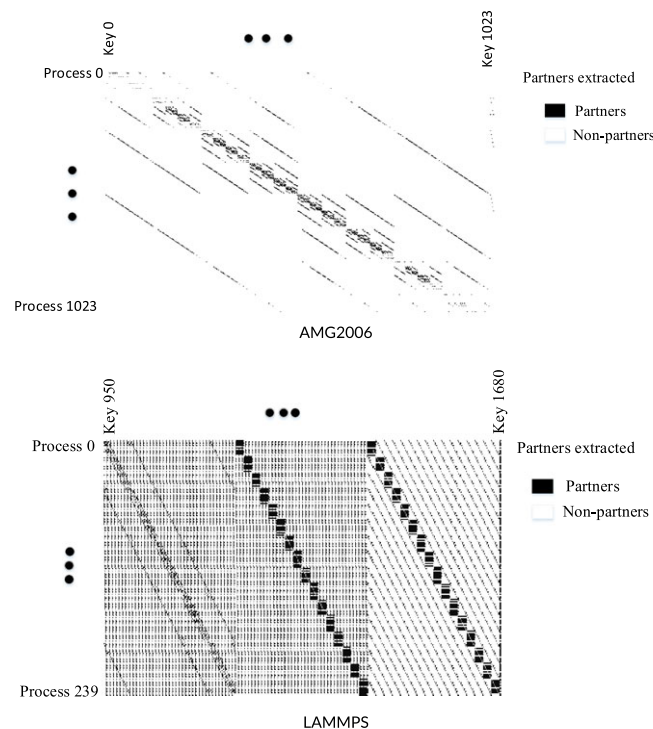 Key 0
Key 1023
Process 0
Partners extracted
Partners
Non-partners
Process 1023
AMG2006
Key 950
Key 1680
Process 0
Partners extracted
Partners
Non-partners
Process 239
LAMMPS